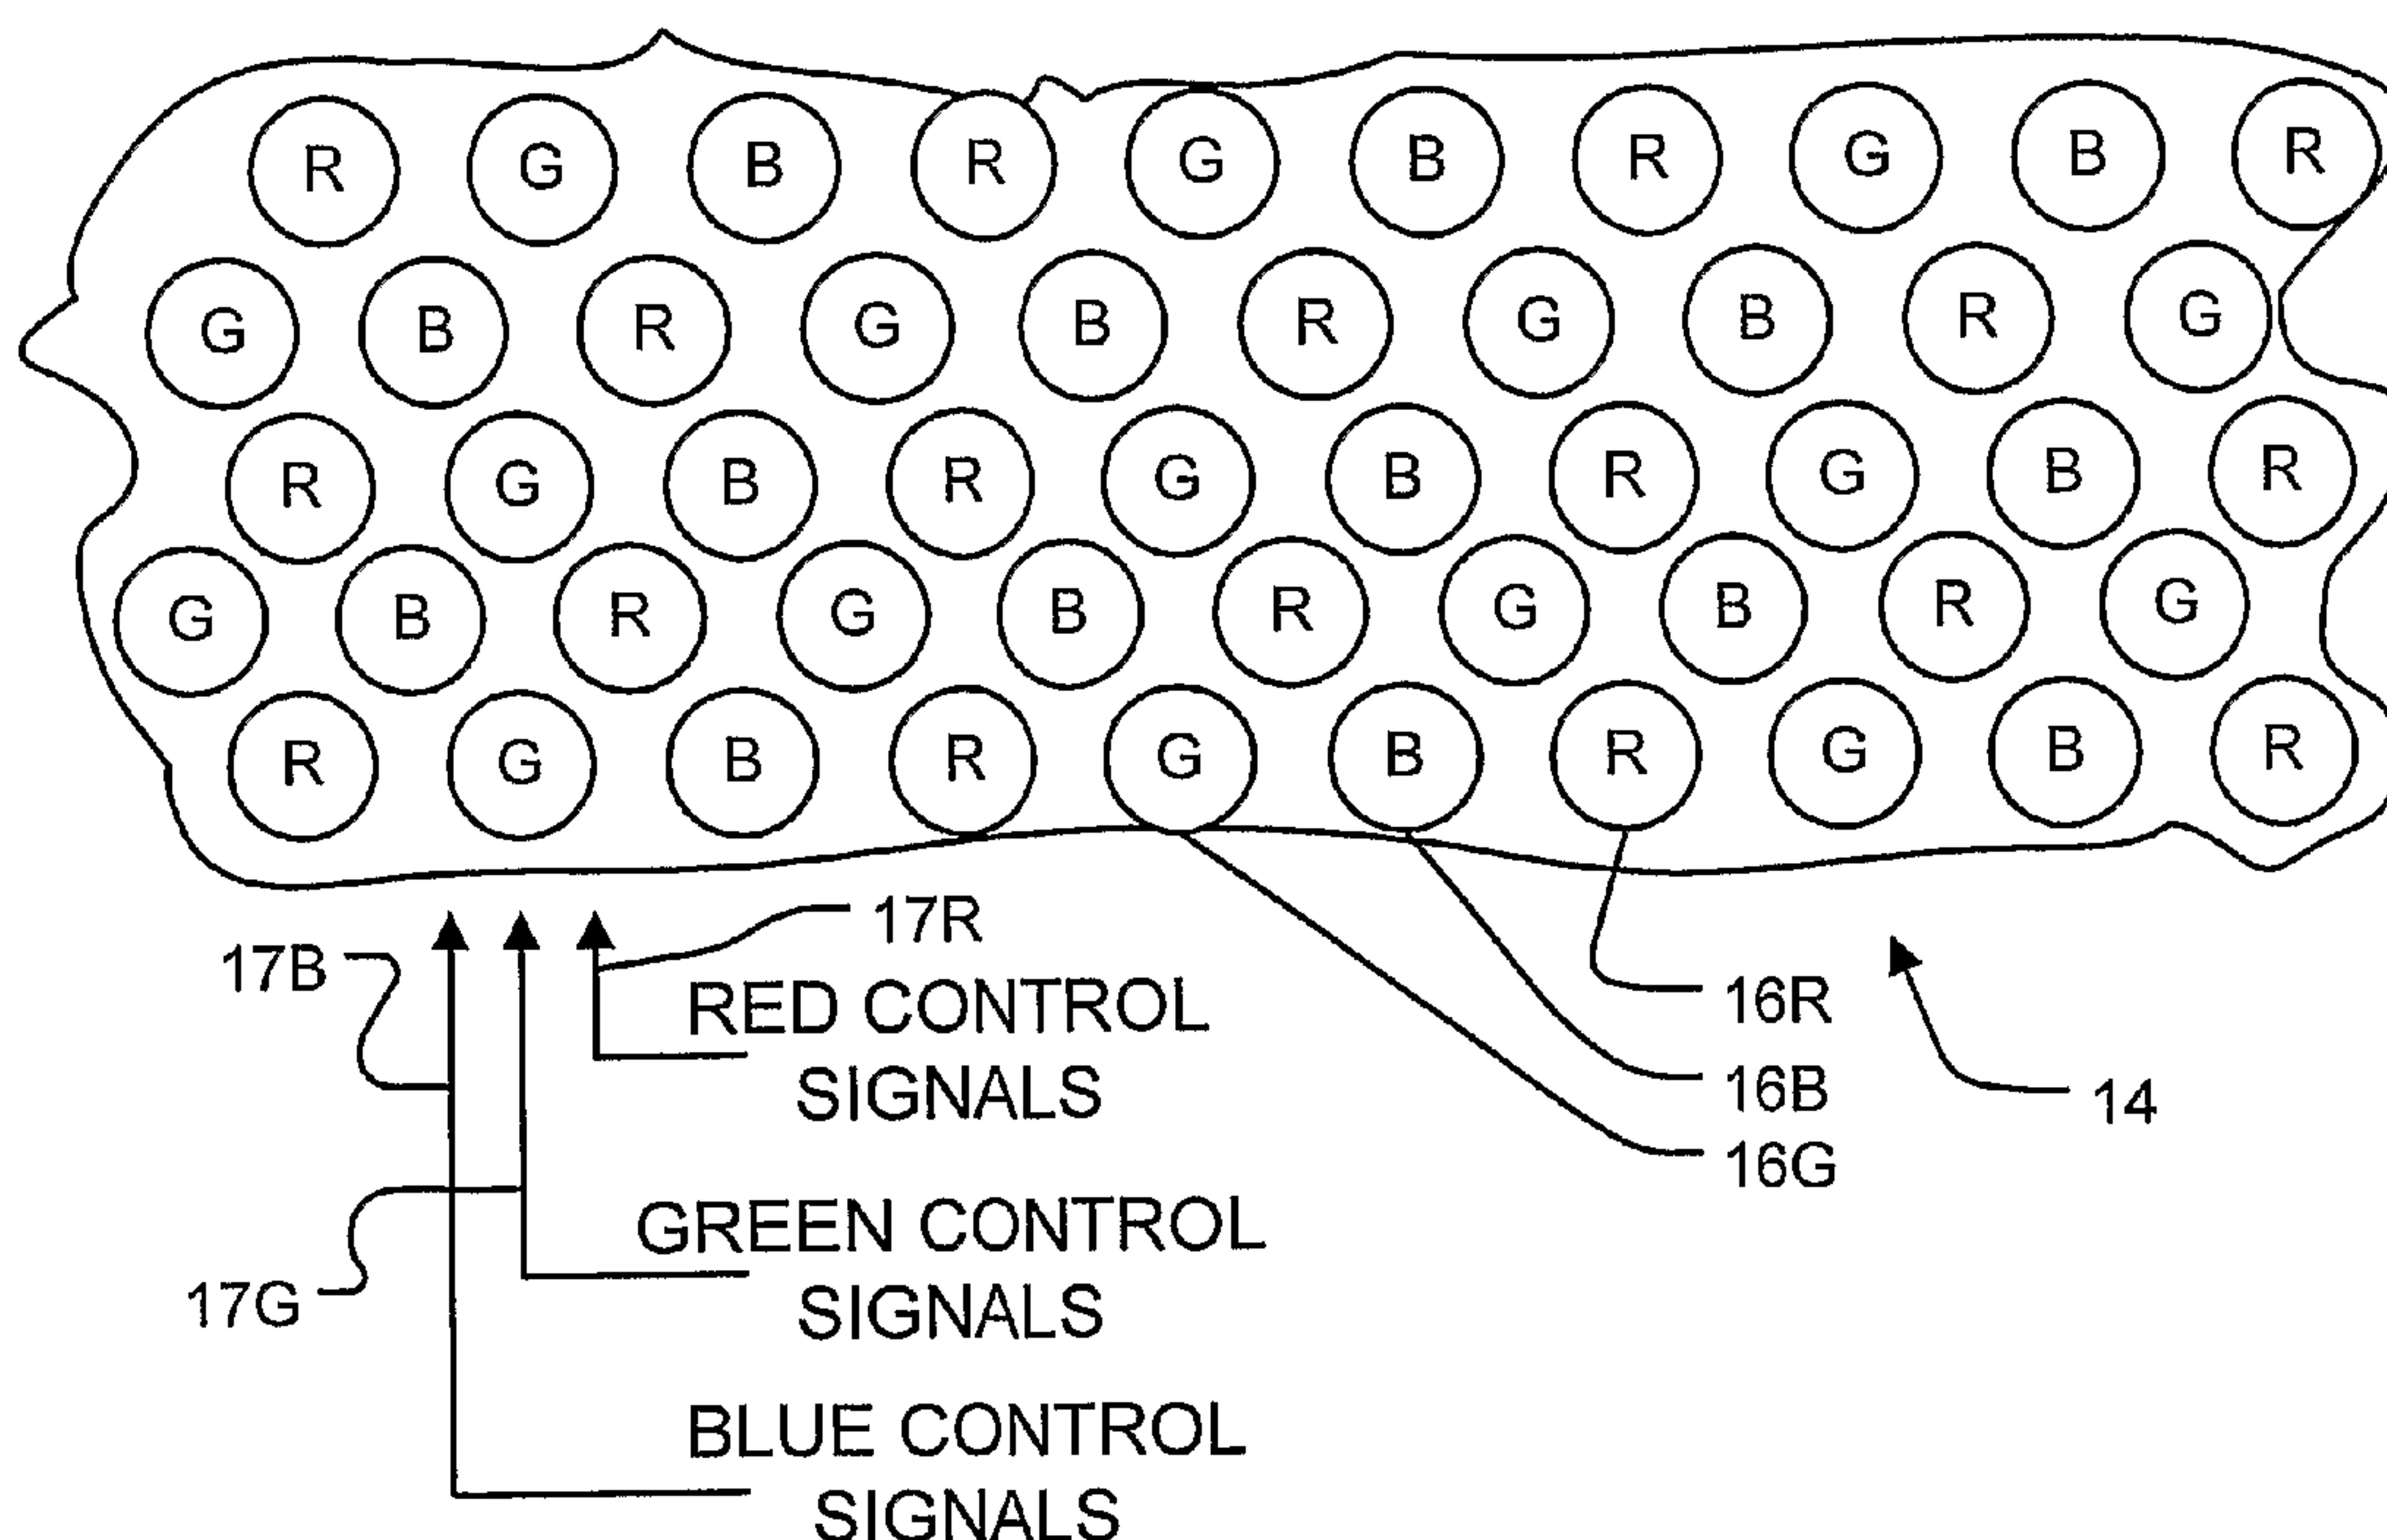 R G B R G B R G B R
G B R G B R G B R G
R G B R G B R G B R
G B R G B R G B R G
R G B R G B R G B R
17R
17B
RED CONTROL
SIGNALS
16R
16B
14
16G
GREEN CONTROL
SIGNALS
17G
BLUE CONTROL
SIGNALS